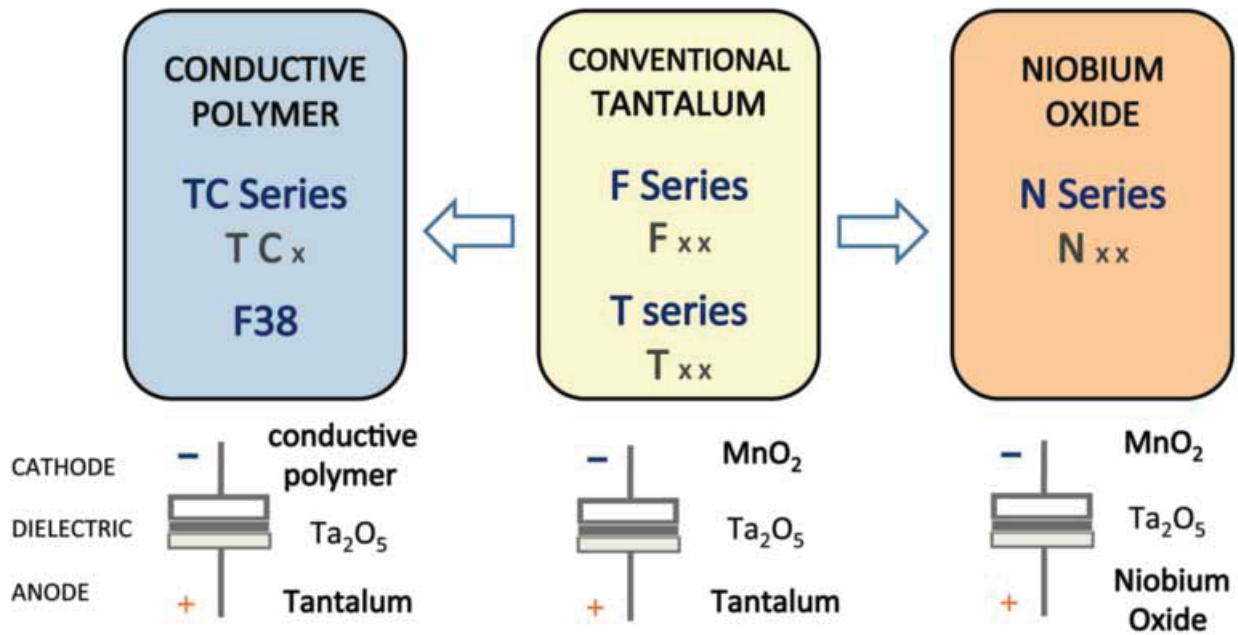 CONDUCTIVE
POLYMER
TC Series
T C x
F38
CONVENTIONAL
TANTALUM
F Series
F x x
T series
T x x
NIOBIUM
OXIDE
N Series
N x x
CATHODE
DIELECTRIC
ANODE
–
conductive
polymer
Ta₂O₅
+
Tantalum
–
MnO₂
Ta₂O₅
+
Tantalum
–
MnO₂
Ta₂O₅
+
Niobium
Oxide